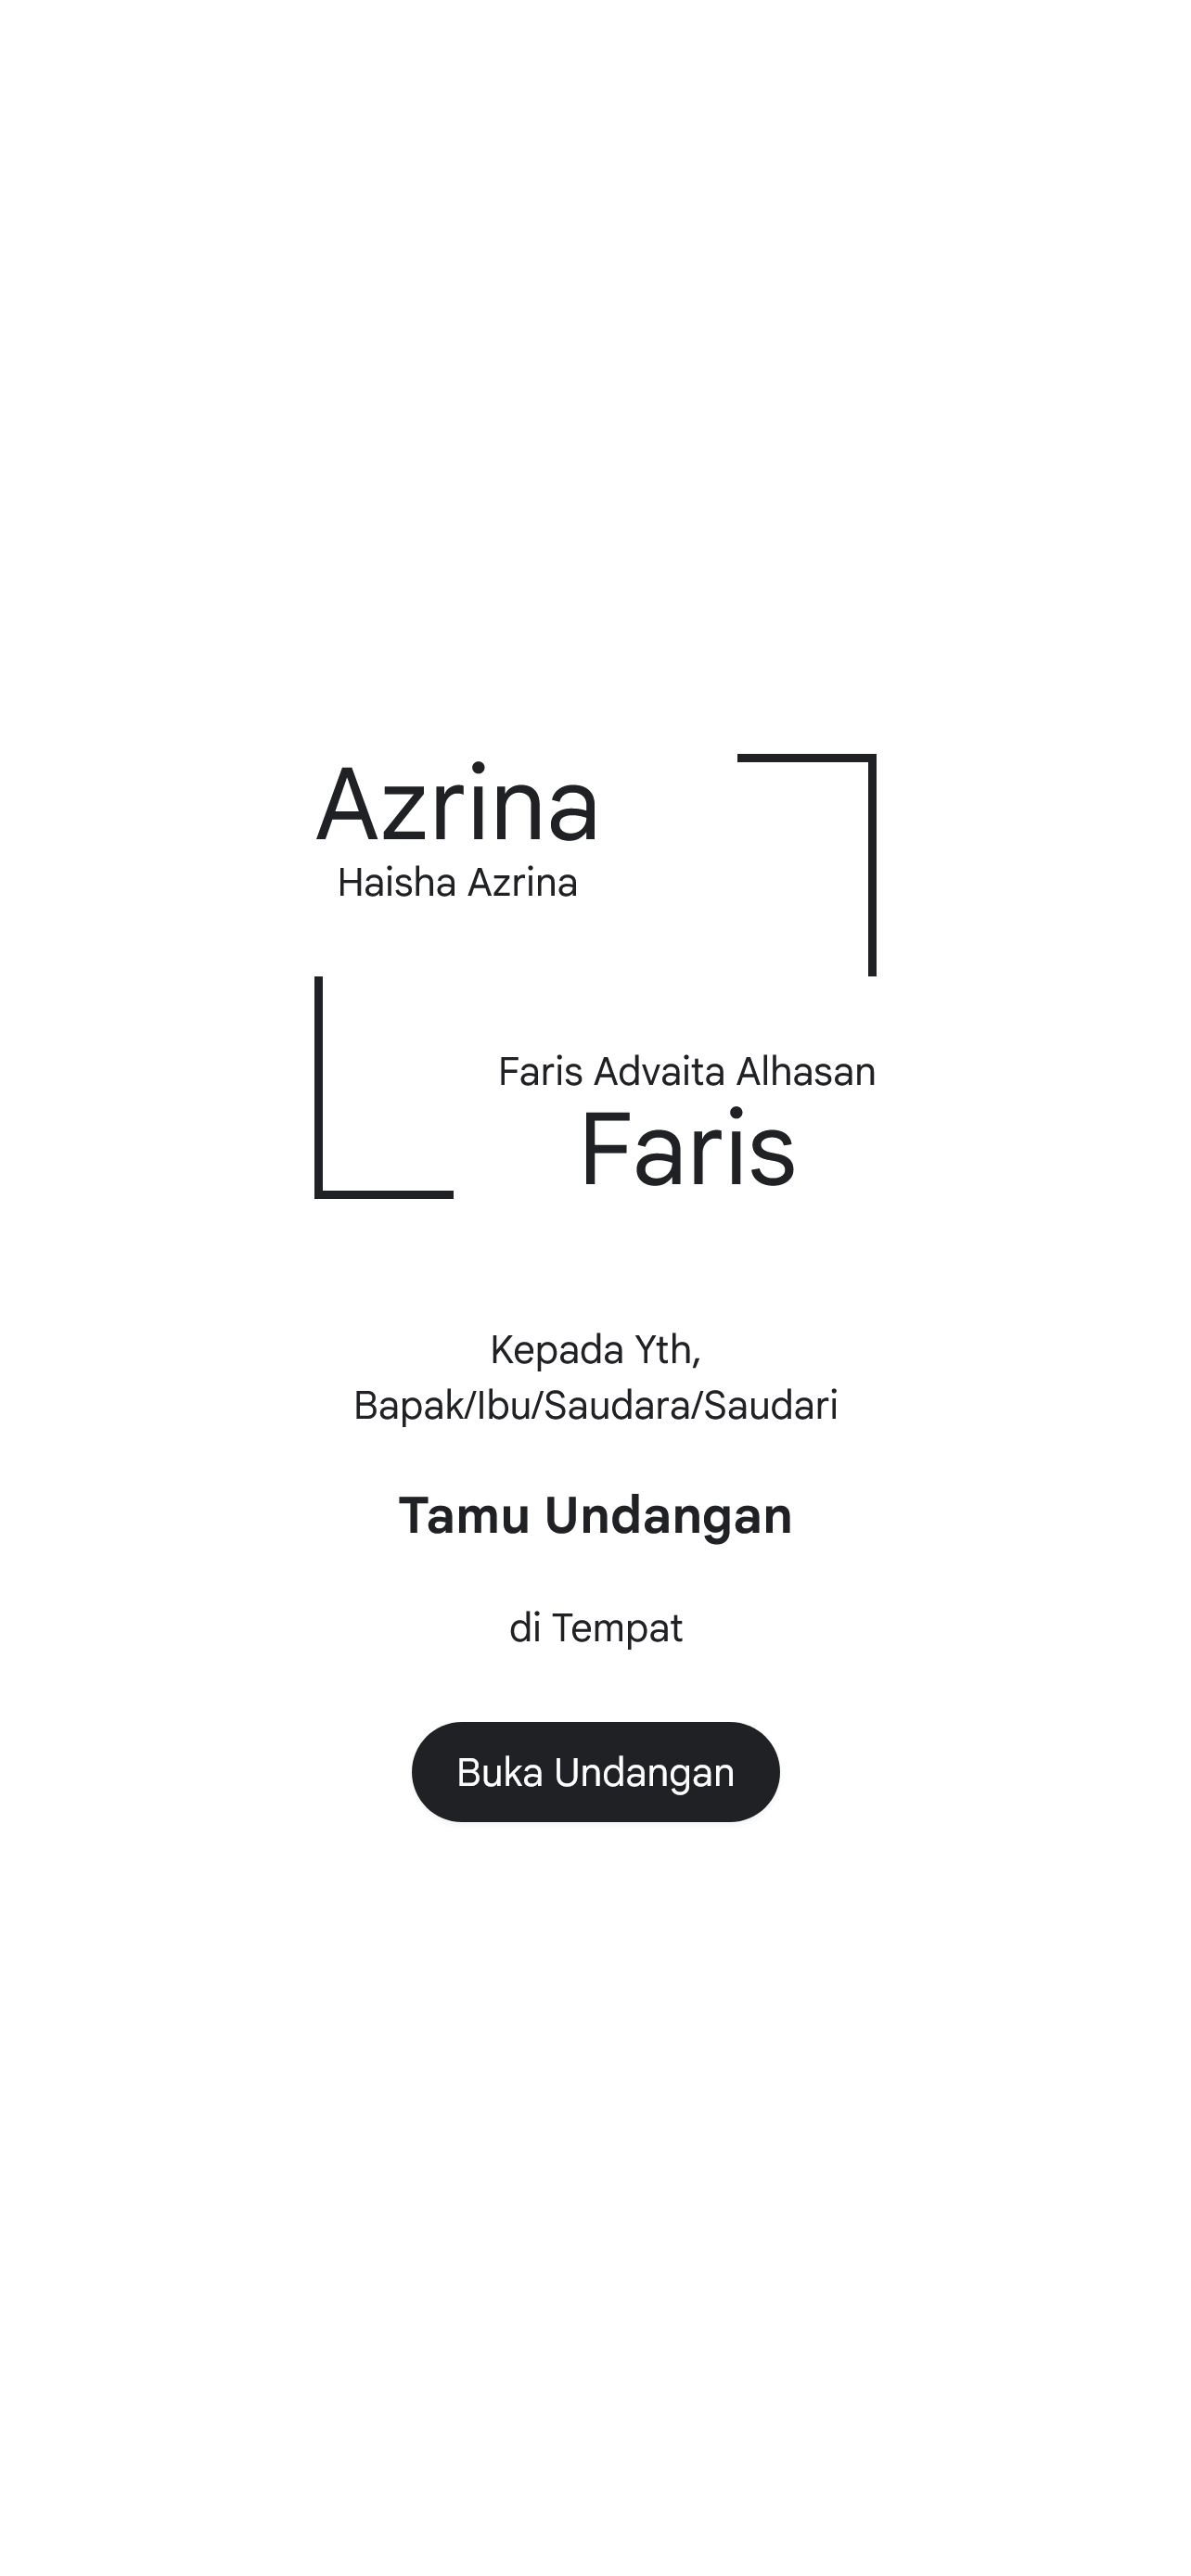 Azrina
Haisha Azrina
Faris Advaita Alhasan
Faris
Kepada Yth,
Bapak/Ibu/Saudara/Saudari
Tamu Undangan
di Tempat
Buka Undangan